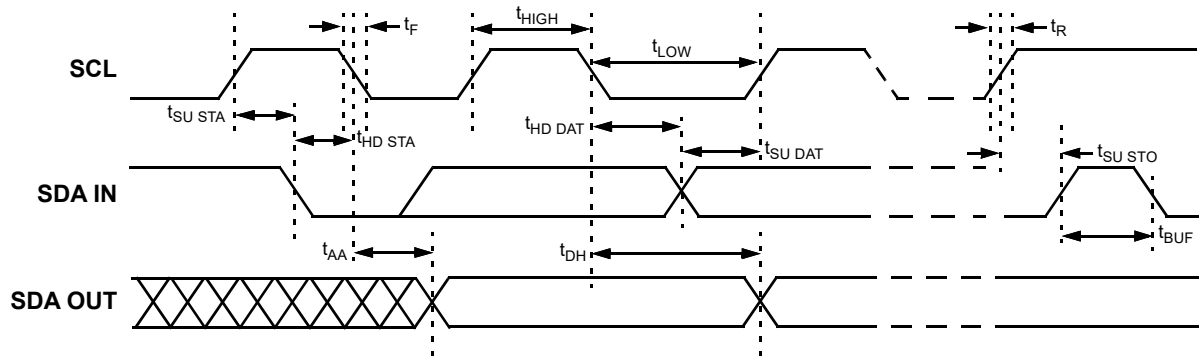 tF
tHIGH
tR
tLOW
SCL
tSU STA
tHD STA
tHD DAT
tSU DAT
tSU STO
SDA IN
tAA
tDH
tBUF
SDA OUT